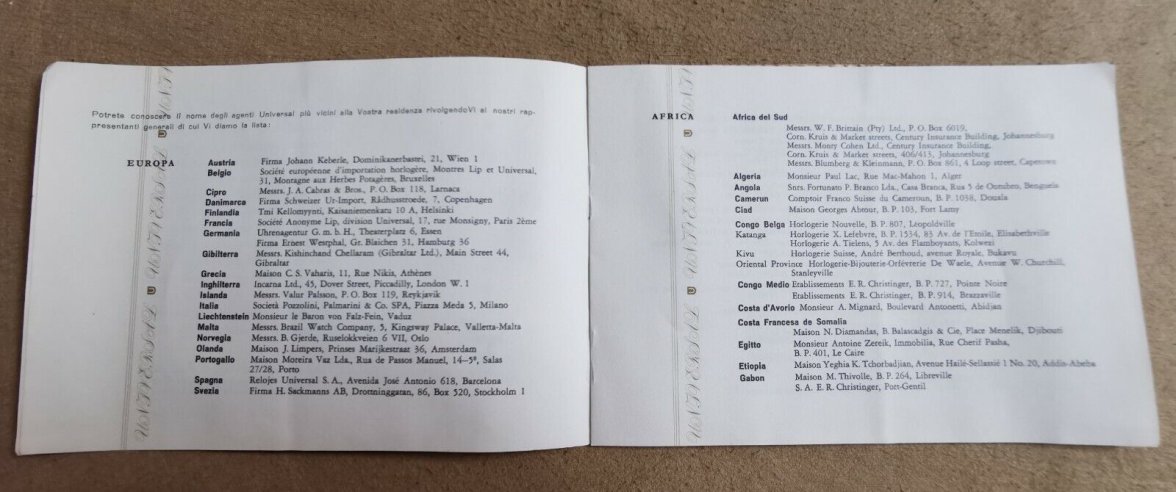 Potrete conoscere il nome degli agenti Universal più vicini alla Vostra residenza rivolgendoVi ai nostri rap-
presentanti generali di cui Vi diamo la lista:
EUROPA
Austria Firma Johann Keberle, Dominikanerbastei, 21, Wien 1
Belgio Société européenne d'importation horlogère, Montres Lip et Universal,
31, Montagne aux Herbes Potagères, Bruxelles
Cipro Messrs. J. A. Cabras & Bros., P. O. Box 118, Larnaca
Danimarca Firma Schweizer Ur-Import, Rådhusstroede, 7, Copenhagen
Finlandia Tmi Kellomyynti, Kaisaniemenkatu 10 A, Helsinki
Francia Société Anonyme Lip, division Universal, 17, rue Monsigny, Paris 2ème
Germania Uhrenagentur G. m. b. H., Theaterplatz 6, Essen
Firma Ernest Westphal, Gr. Bleichen 31, Hamburg 36
Gibilterra Messrs. Kishinchand Chellaram (Gibraltar Ltd.), Main Street 44,
Gibraltar
Grecia Maison C. S. Vaharis, 11, Rue Nikis, Athènes
Inghilterra Incarna Ltd., 45, Dover Street, Piccadilly, London W. 1
Islanda Messrs. Valur Palsson, P. O. Box 119, Reykjavik
Italia Società Pozzolini, Palmarini & Co. SPA, Piazza Meda 5, Milano
Liechtenstein Monsieur le Baron von Falz-Fein, Vaduz
Malta Messrs. Brazil Watch Company, 5, Kingsway Palace, Valletta-Malta
Norvegia Messrs. B. Gjerde, Ruselokkveien 6 VII, Oslo
Olanda Maison J. Limpers, Prinses Marijkestraat 36, Amsterdam
Portogallo Maison Moreira Vaz Lda., Rua de Passos Manuel, 14–5º, Salas
27/28, Porto
Spagna Relojes Universal S. A., Avenida José Antonio 618, Barcelona
Svezia Firma H. Sackmanns AB, Drottninggatan, 86, Box 520, Stockholm 1
UNIVERSAL
AFRICA
Africa del Sud
Messrs. W. F. Brittain (Pty) Ltd., P. O. Box 6019,
Corn. Kruis & Market streets, Century Insurance Building, Johannesburg
Messrs. Monty Cohen Ltd., Century Insurance Building,
Corn. Kruis & Market streets, 406/413, Johannesburg
Messrs. Blumberg & Kleinmann, P. O. Box 861, 4 Loop street, Capetown
Algeria Monsieur Paul Lac, Rue Mac-Mahon 1, Alger
Angola Snrs. Fortunato P. Branco Lda., Casa Branca, Rua 5 de Outubro, Benguela
Camerun Comptoir Franco Suisse du Cameroun, B. P. 1038, Douala
Ciad Maison Georges Abtour, B. P. 103, Fort Lamy
Congo Belga Horlogerie Nouvelle, B. P. 807, Léopoldville
Katanga Horlogerie X. Lefebvre, B. P. 1534, 83 Av. de l'Etoile, Elisabethville
Horlogerie A. Tielens, 5 Av. des Flamboyants, Kolwezi
Kivu Horlogerie Suisse, André Berthoud, avenue Royale, Bukavu
Oriental Province Horlogerie-Bijouterie-Orfèvrerie De Waele, Avenue W. Churchill,
Stanleyville
Congo Medio Etablissements E. R. Christinger, B. P. 727, Pointe Noire
Etablissements E. R. Christinger, B. P. 914, Brazzaville
Costa d'Avorio Monsieur A. Mignard, Boulevard Antonetti, Abidjan
Costa Francesa de Somalia
Maison N. Diamandas, B. Balascadgis & Cie, Place Menelik, Djibouti
Egitto Monsieur Antoine Zereik, Immobilia, Rue Cherif Pasha,
B. P. 401, Le Caire
Etiopia Maison Yeghia K. Tchorbadjian, Avenue Hailé-Sellassié 1 No. 20, Addis-Abeba
Gabon Maison M. Thivolle, B. P. 264, Libreville
S. A. E. R. Christinger, Port-Gentil
UNIVERSAL